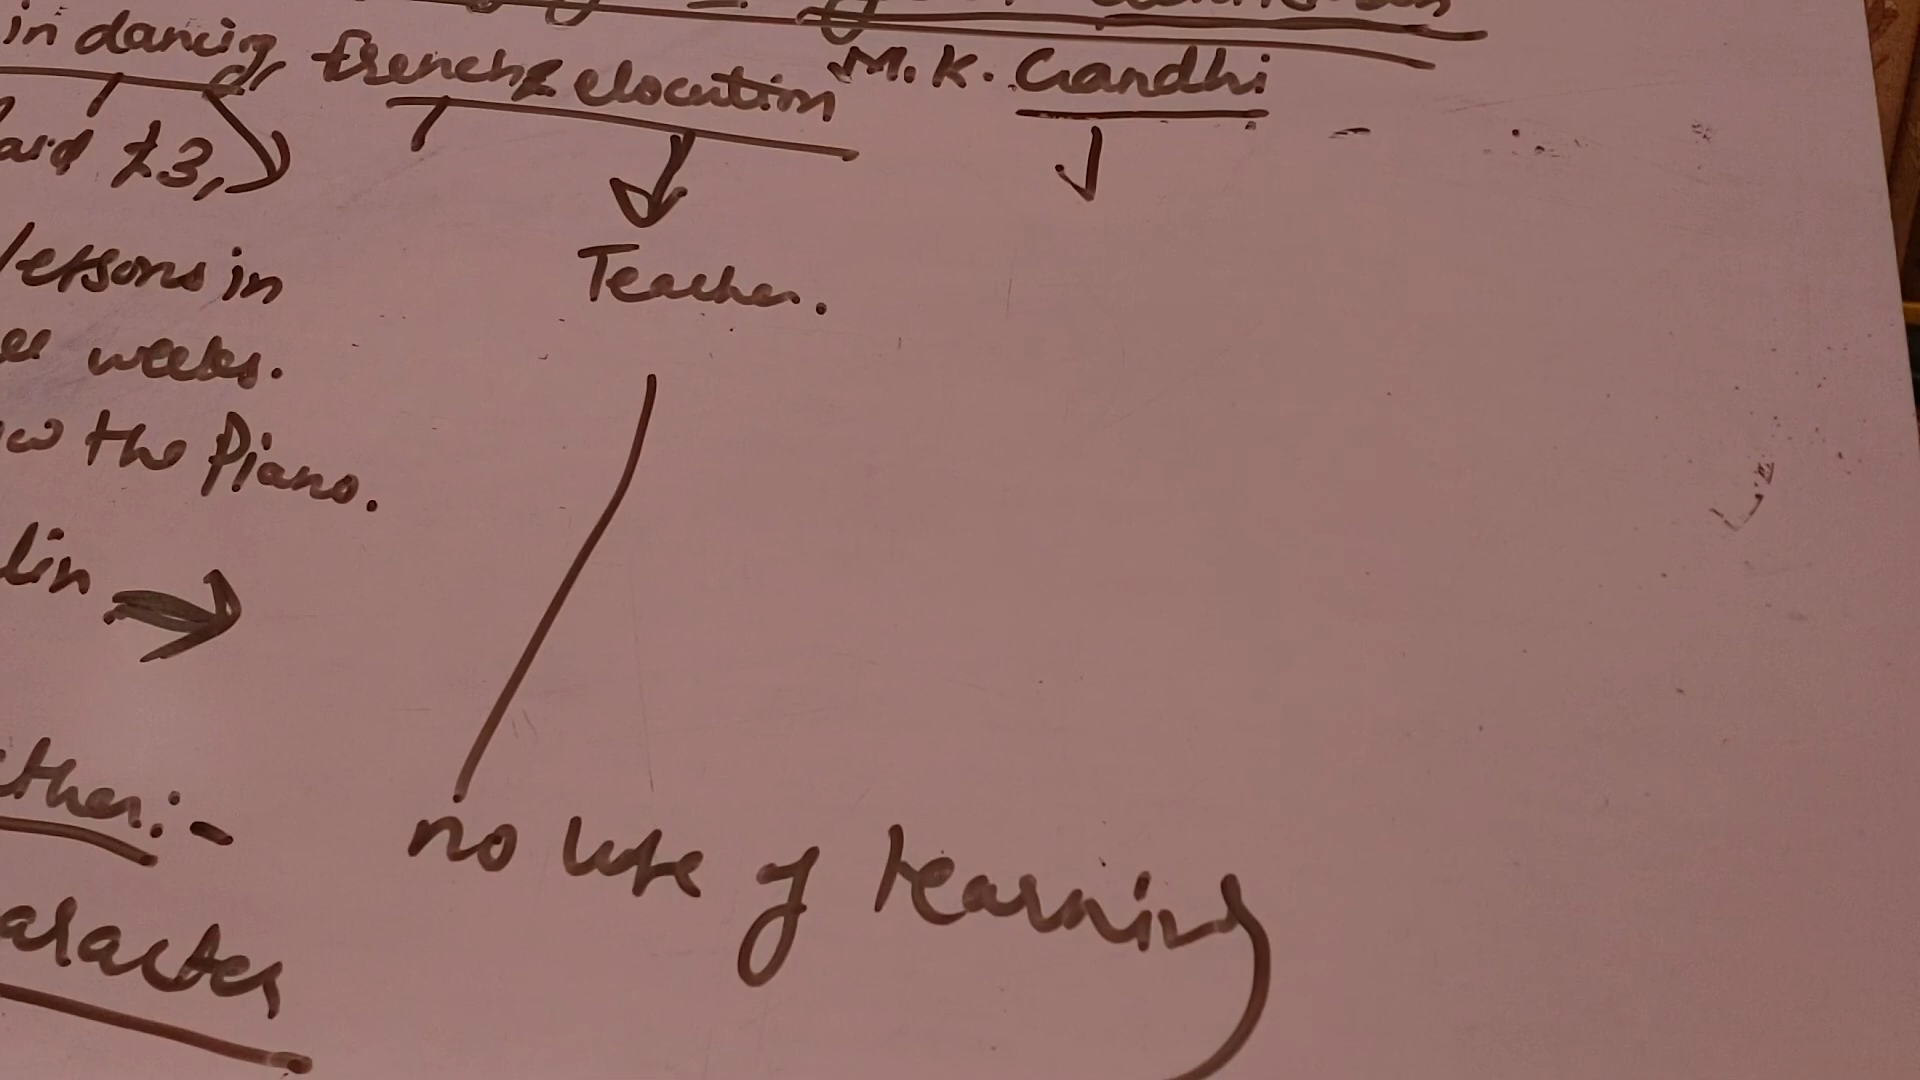 in dancing, French & elocution M. K. Gandhi
£3,
Teacher.
lessons in
weeks.
the Piano.
lin
ther:-
aracter
no use of learning